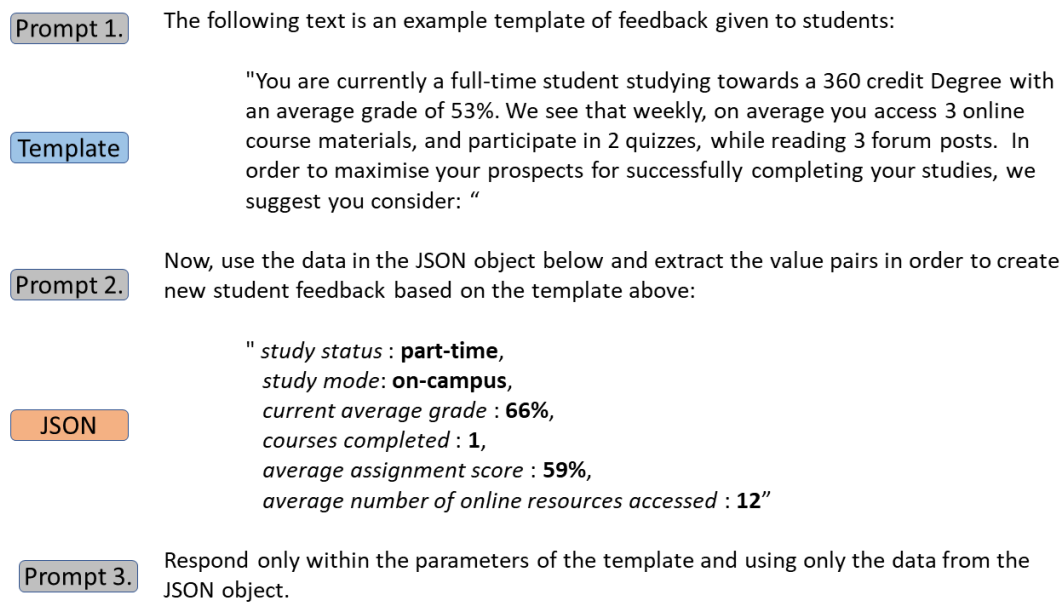 Prompt 1.
The following text is an example template of feedback given to students:
"You are currently a full-time student studying towards a 360 credit Degree with
an average grade of 53%. We see that weekly, on average you access 3 online
Template
course materials, and participate in 2 quizzes, while reading 3 forum posts.  In
order to maximise your prospects for successfully completing your studies, we
suggest you consider: “
Prompt 2.
Now, use the data in the JSON object below and extract the value pairs in order to create
new student feedback based on the template above:
" study status : part-time,
study mode: on-campus,
current average grade : 66%,
JSON
courses completed : 1,
average assignment score : 59%,
average number of online resources accessed : 12”
Prompt 3.
Respond only within the parameters of the template and using only the data from the
JSON object.